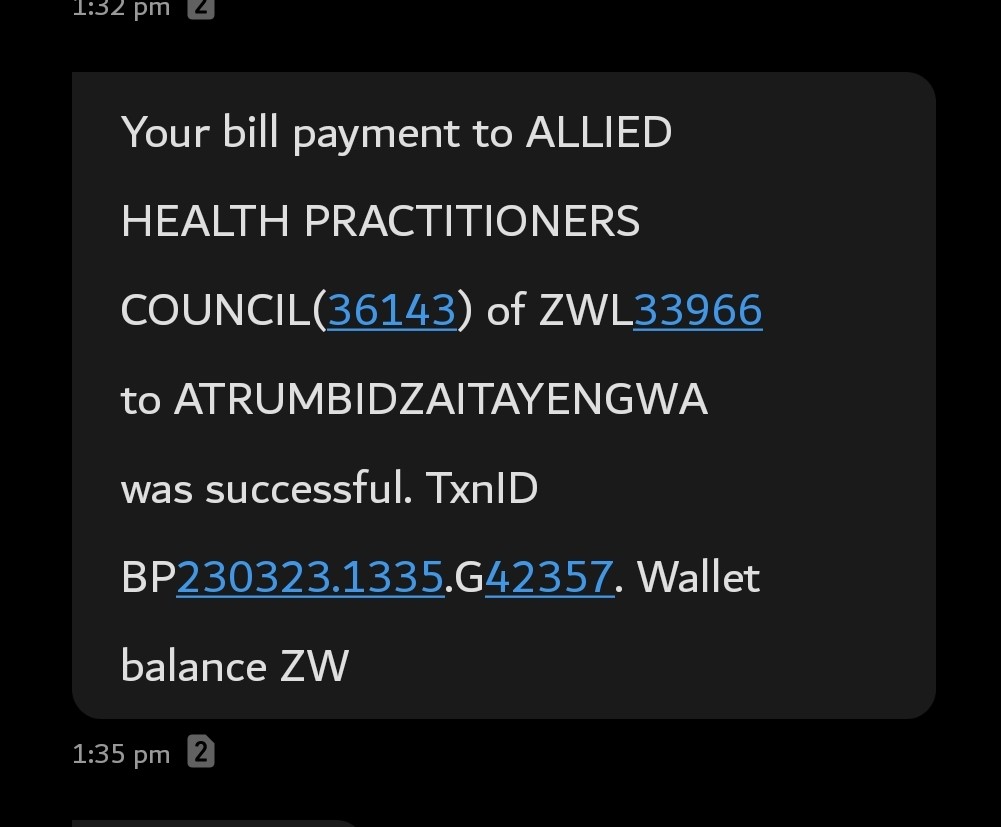 1:32 pm 2
Your bill payment to ALLIED
HEALTH PRACTITIONERS
COUNCIL(36143) of ZWL33966
to ATRUMBIDZAITAYENGWA
was successful. TxnID
BP230323.1335.G42357. Wallet
balance ZW
1:35 pm 2